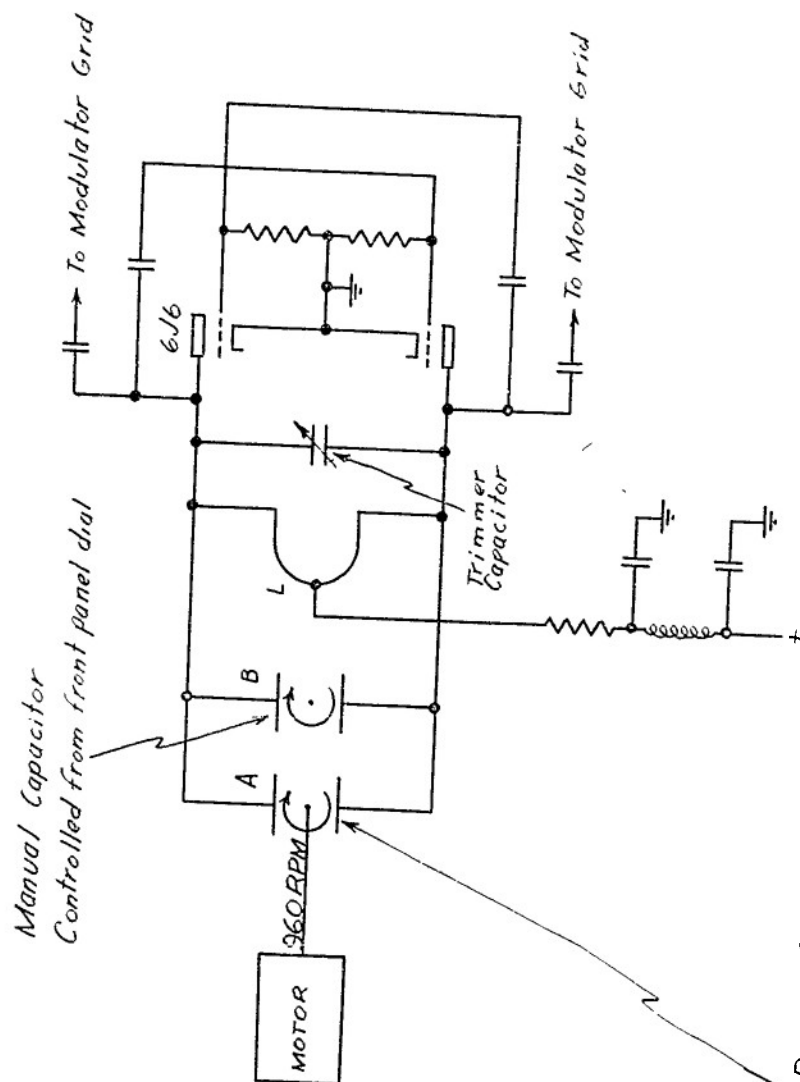 Manual Capacitor
Controlled from front panel dial
To Modulator Grid
6J6
To Modulator Grid
Trimmer
Capacitor
L
B
A
960 RPM
MOTOR
+